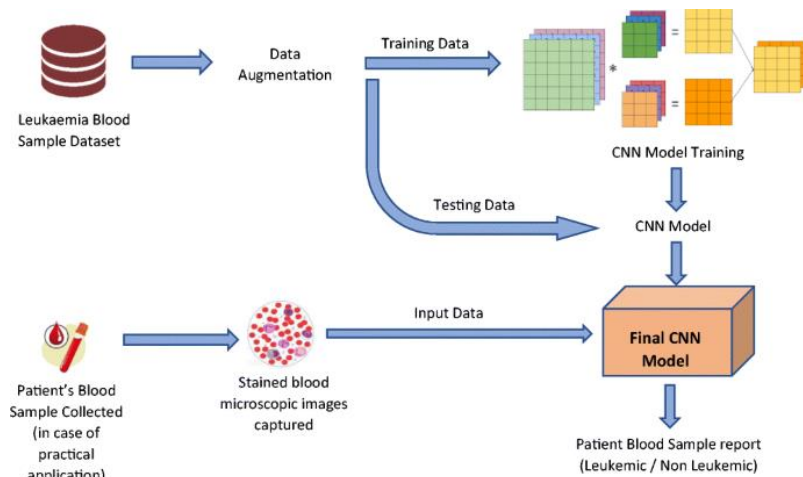 Leukaemia Blood
Sample Dataset
Data
Augmentation
Training Data
*
=
=
CNN Model Training
Testing Data
CNN Model
Patient's Blood
Sample Collected
(in case of
practical
application)
Stained blood
microscopic images
captured
Input Data
Final CNN
Model
Patient Blood Sample report
(Leukemic / Non Leukemic)